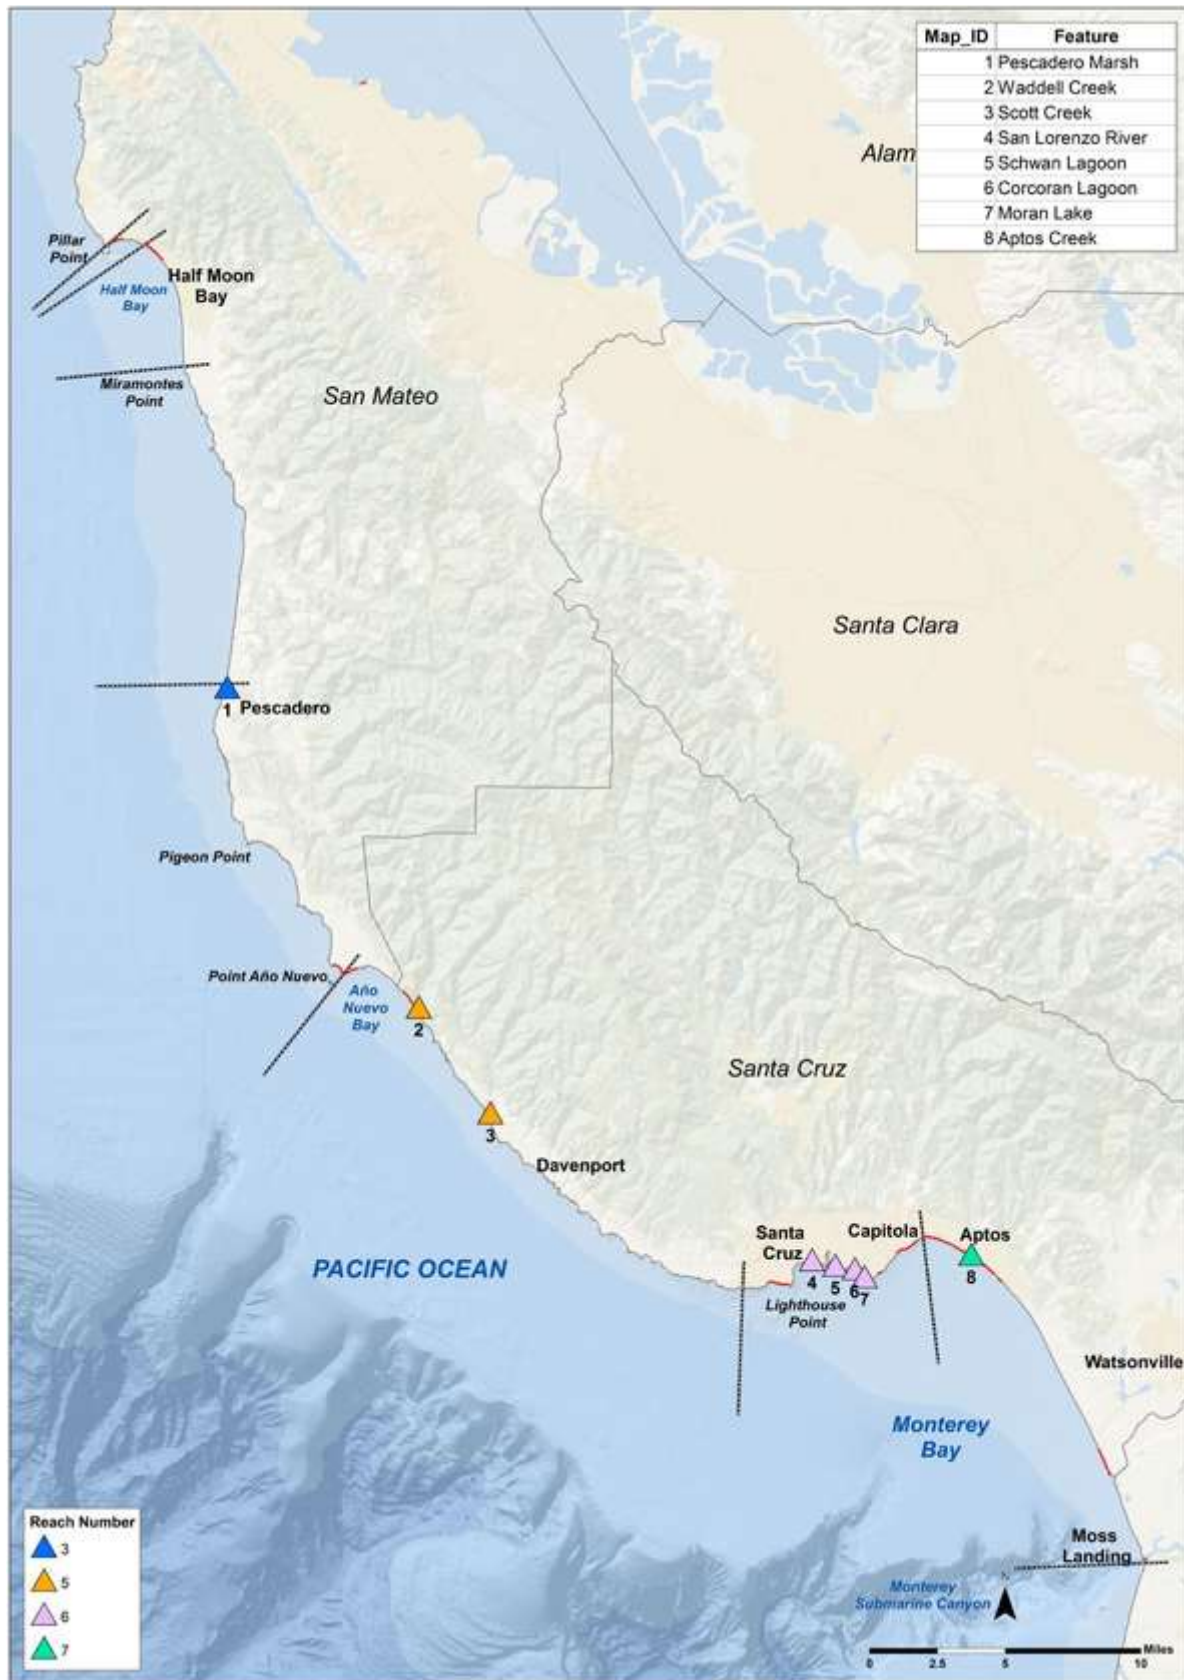 Map_ID Feature
1 Pescadero Marsh
2 Waddell Creek
3 Scott Creek
4 San Lorenzo River
5 Schwan Lagoon
6 Corcoran Lagoon
7 Moran Lake
8 Aptos Creek
Alam
Pillar
Point
Half Moon
Bay
Half Moon
Bay
Miramontes
Point
San Mateo
Santa Clara
1
Pescadero
Pigeon Point
Point Año Nuevo
Año
Nuevo
Bay
2
Santa Cruz
3
Davenport
Santa
Cruz
Capitola
Aptos
4
5
6
7
8
Lighthouse
Point
PACIFIC OCEAN
Watsonville
Monterey
Bay
Moss
Landing
Monterey
Submarine Canyon
N
Reach Number
3
5
6
7
Miles
0 2.5 5 10